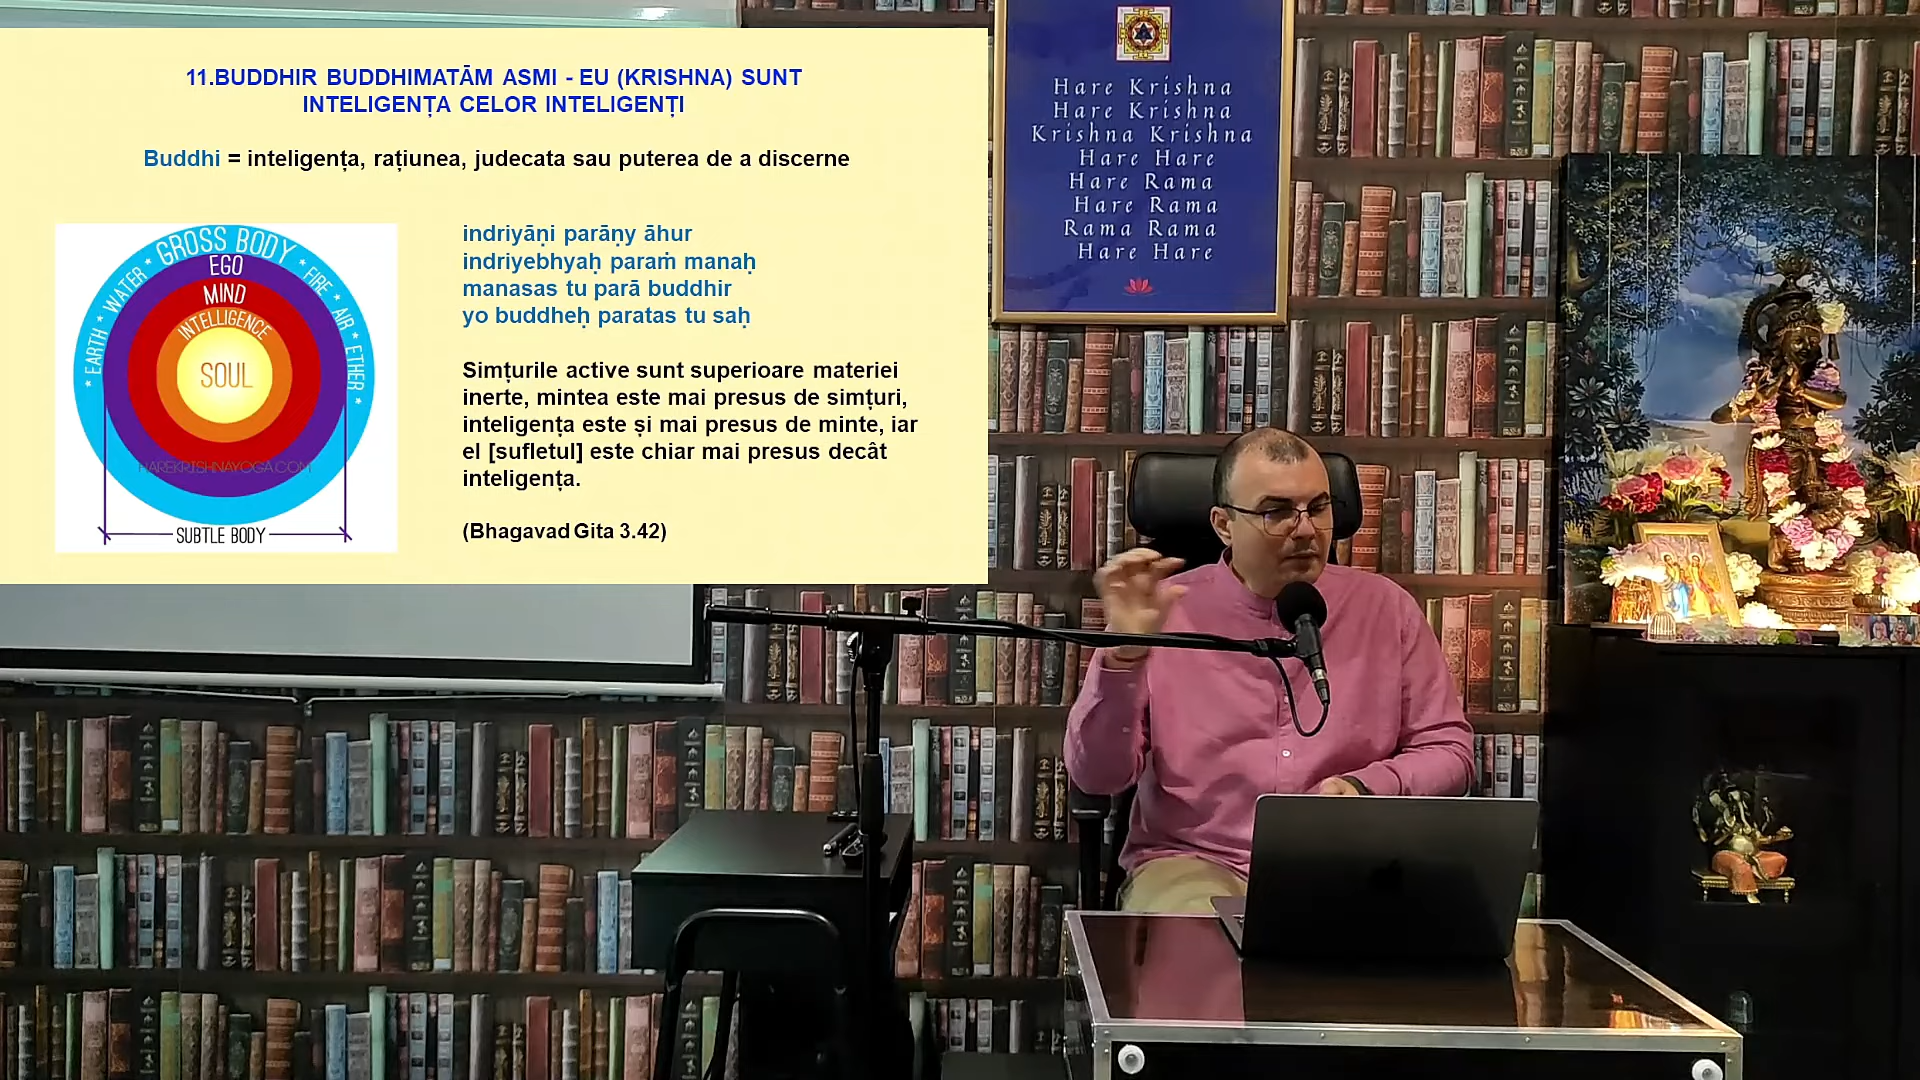 11.BUDDHIR BUDDHIMATĀM ASMI - EU (KRISHNA) SUNT
INTELIGENȚA CELOR INTELIGENȚI
Buddhi = inteligența, rațiunea, judecata sau puterea de a discerne
GROSS BODY
* EARTH * WATER * * FIRE * AIR * ETHER *
EGO
MIND
INTELLIGENCE
SOUL
HAREKRISHNAYOGA.COM
SUBTLE BODY
indriyāṇi parāṇy āhur
indriyebhyaḥ paraṁ manaḥ
manasas tu parā buddhir
yo buddheḥ paratas tu saḥ
Simțurile active sunt superioare materiei
inerte, mintea este mai presus de simțuri,
inteligența este și mai presus de minte, iar
el [sufletul] este chiar mai presus decât
inteligența.
(Bhagavad Gita 3.42)
Hare Krishna
Hare Krishna
Krishna Krishna
Hare Hare
Hare Rama
Hare Rama
Rama Rama
Hare Hare